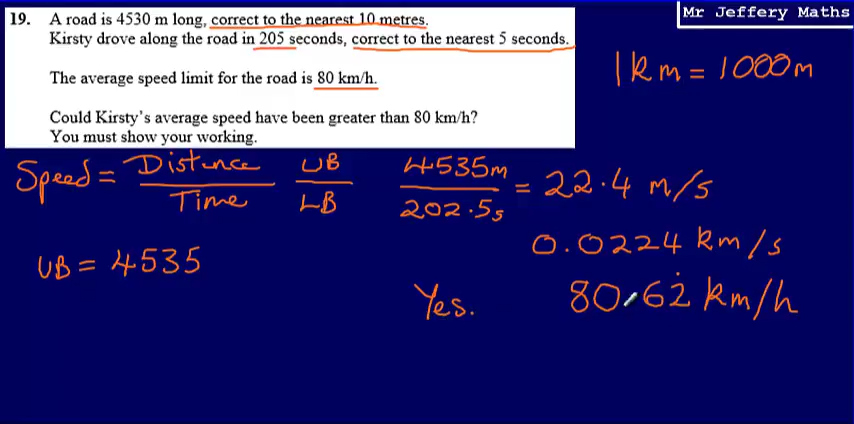 19. A road is 4530 m long, correct to the nearest 10 metres.
Kirsty drove along the road in 205 seconds, correct to the nearest 5 seconds.
The average speed limit for the road is 80 km/h.
Could Kirsty's average speed have been greater than 80 km/h?
You must show your working.
Mr Jeffery Maths
1km = 1000m
Speed = Distance / Time UB / LB 4535m / 202.5s = 22.4 m/s
0.0224 km/s
UB = 4535
80.62̇ km/h
Yes.